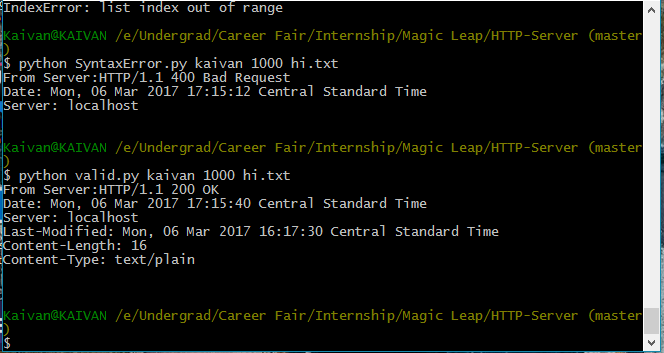 IndexError: list index out of range
Kaivan@KAIVAN /e/Undergrad/Career Fair/Internship/Magic Leap/HTTP-Server (master
)
$ python SyntaxError.py kaivan 1000 hi.txt
From Server:HTTP/1.1 400 Bad Request
Date: Mon, 06 Mar 2017 17:15:12 Central Standard Time
Server: localhost
Kaivan@KAIVAN /e/Undergrad/Career Fair/Internship/Magic Leap/HTTP-Server (master
)
$ python valid.py kaivan 1000 hi.txt
From Server:HTTP/1.1 200 OK
Date: Mon, 06 Mar 2017 17:15:40 Central Standard Time
Server: localhost
Last-Modified: Mon, 06 Mar 2017 16:17:30 Central Standard Time
Content-Length: 16
Content-Type: text/plain
Kaivan@KAIVAN /e/Undergrad/Career Fair/Internship/Magic Leap/HTTP-Server (master
)
$